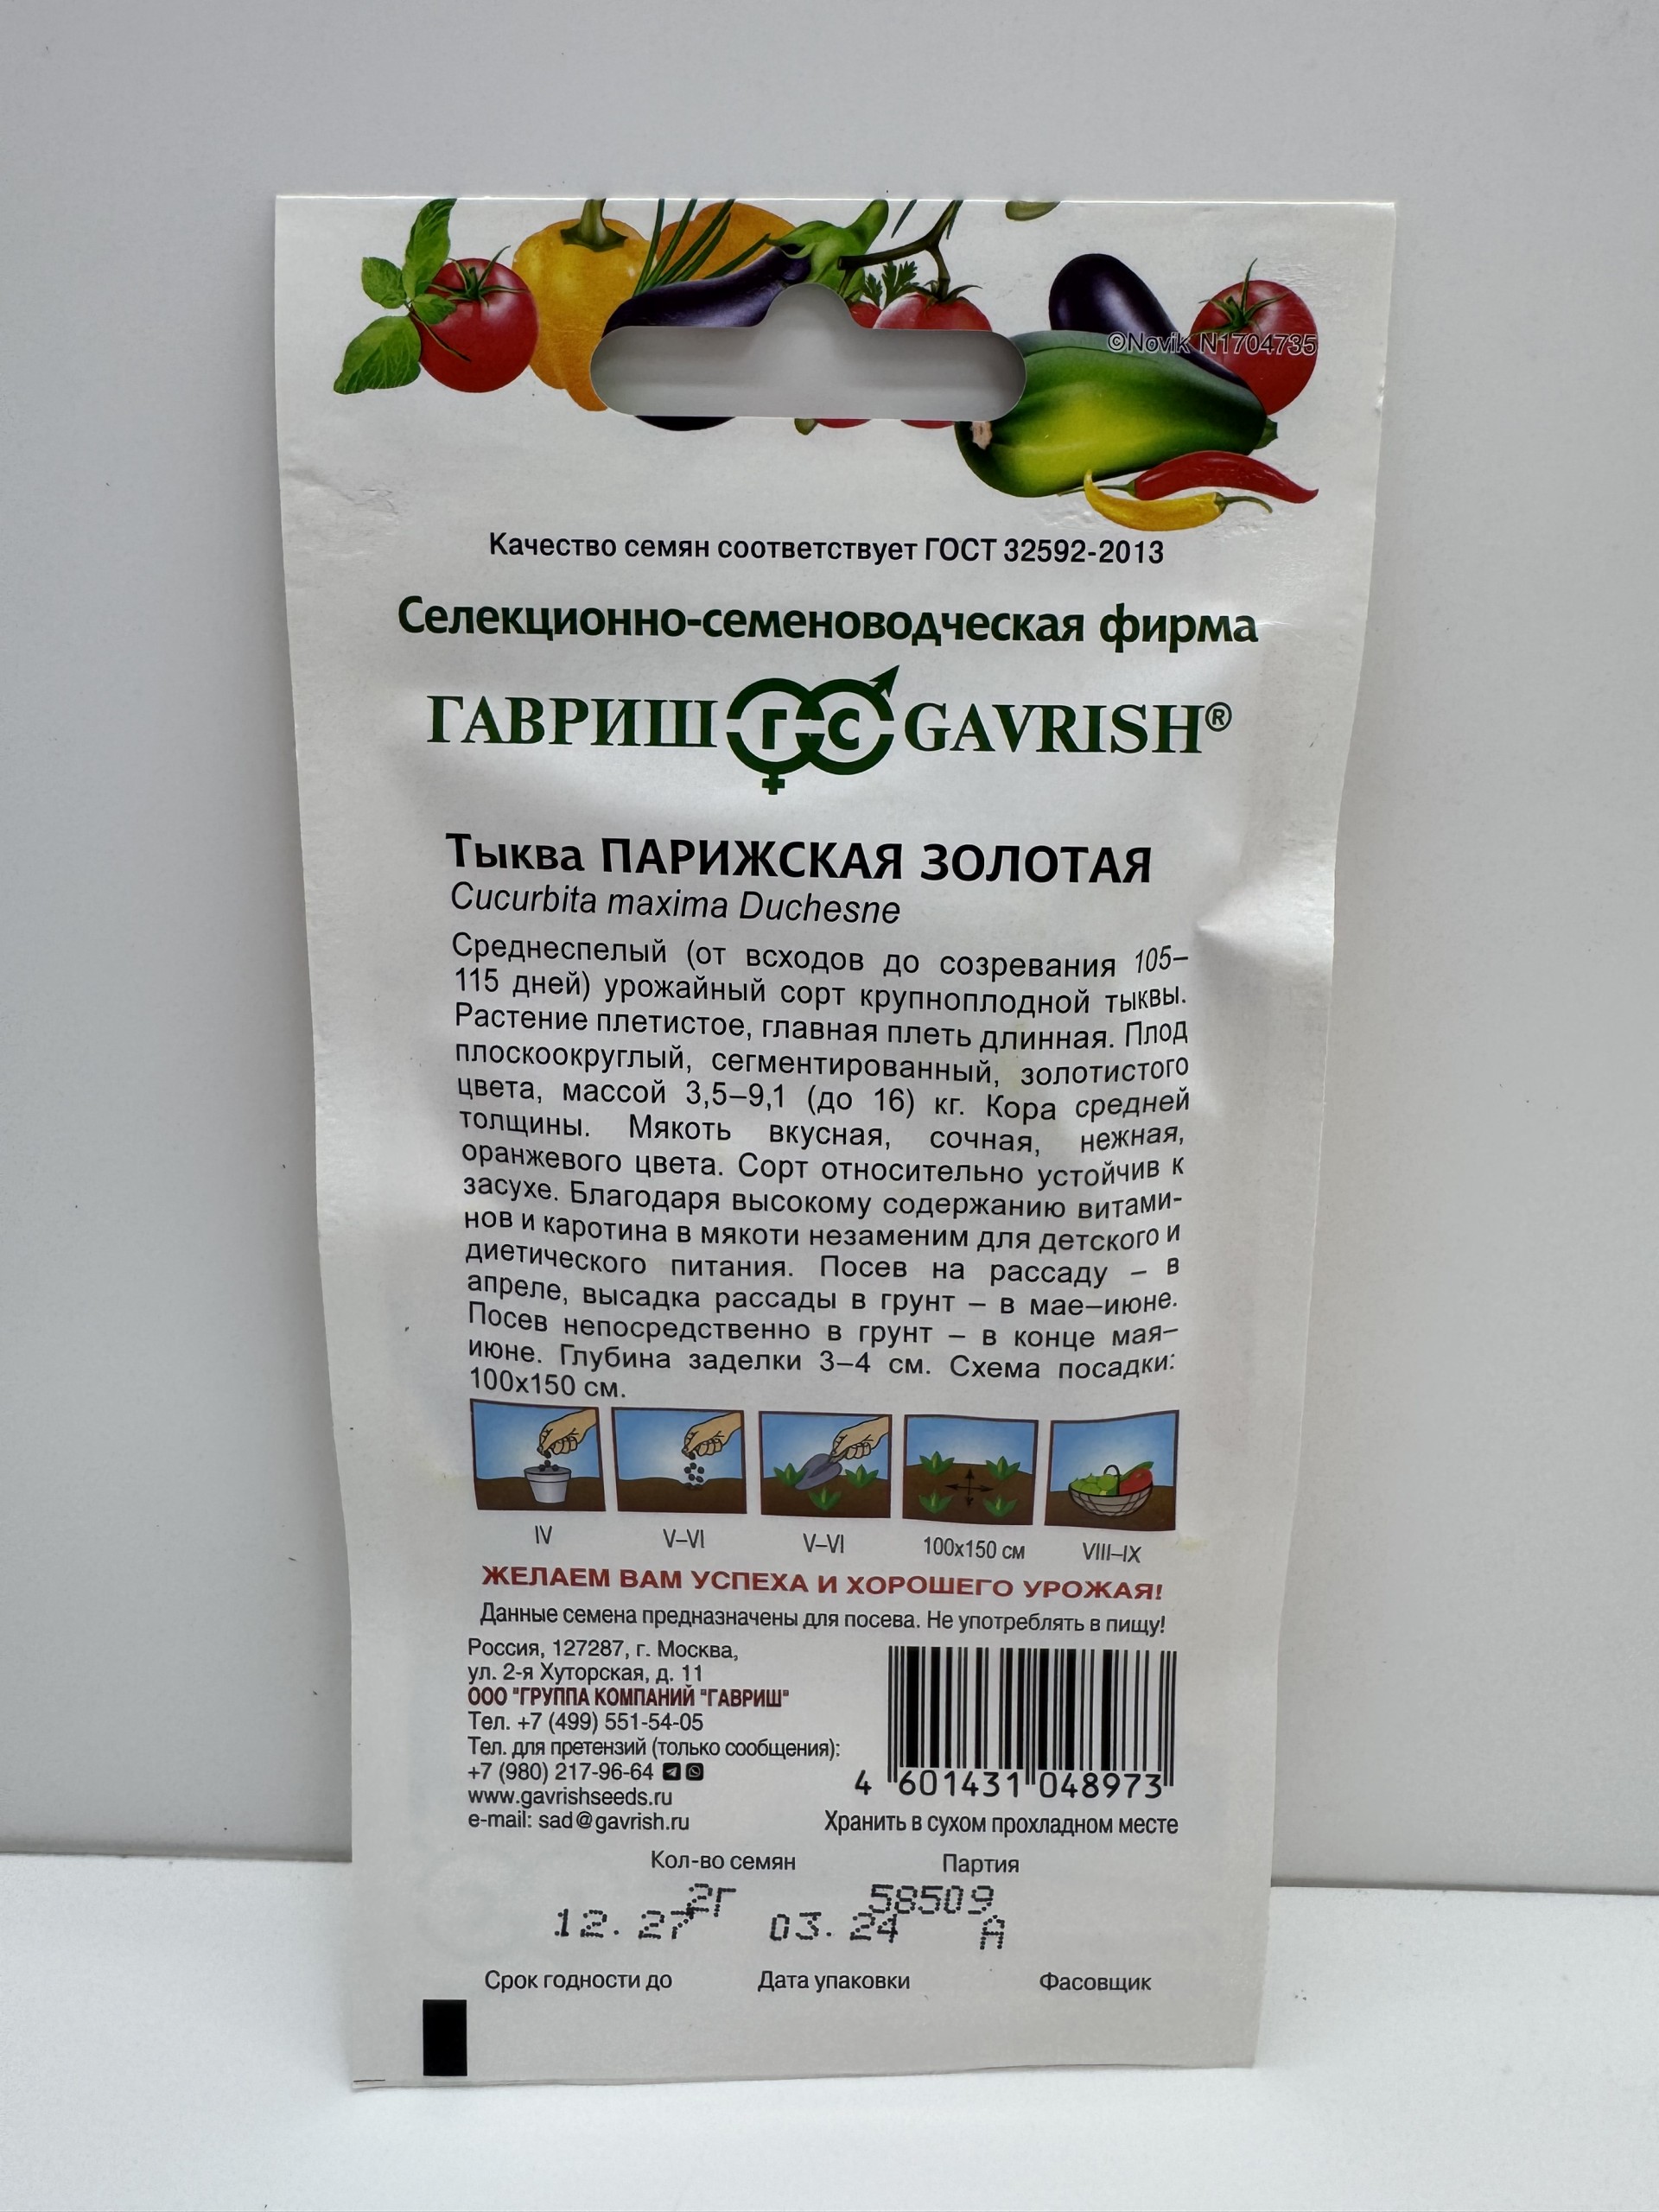 ©Novik N1704735
Качество семян соответствует ГОСТ 32592-2013
Селекционно-семеноводческая фирма
ГАВРИШ ГС GAVRISH®
Тыква ПАРИЖСКАЯ ЗОЛОТАЯ
Cucurbita maxima Duchesne
Среднеспелый (от всходов до созревания 105–
115 дней) урожайный сорт крупноплодной тыквы.
Растение плетистое, главная плеть длинная. Плод
плоскоокруглый, сегментированный, золотистого
цвета, массой 3,5–9,1 (до 16) кг. Кора средней
толщины. Мякоть вкусная, сочная, нежная,
оранжевого цвета. Сорт относительно устойчив к
засухе. Благодаря высокому содержанию витами-
нов и каротина в мякоти незаменим для детского и
диетического питания. Посев на рассаду – в
апреле, высадка рассады в грунт – в мае–июне.
Посев непосредственно в грунт – в конце мая–
июне. Глубина заделки 3–4 см. Схема посадки:
100х150 см.
IV V–VI V–VI 100х150 см VIII–IX
ЖЕЛАЕМ ВАМ УСПЕХА И ХОРОШЕГО УРОЖАЯ!
Данные семена предназначены для посева. Не употреблять в пищу!
Россия, 127287, г. Москва,
ул. 2-я Хуторская, д. 11
ООО "ГРУППА КОМПАНИЙ "ГАВРИШ"
Тел. +7 (499) 551-54-05
Тел. для претензий (только сообщения):
+7 (980) 217-96-64
www.gavrishseeds.ru
e-mail: sad@gavrish.ru
4 601431 048973
Хранить в сухом прохладном месте
Кол-во семян Партия
2г 58509
12.27 03.24 А
Срок годности до Дата упаковки Фасовщик